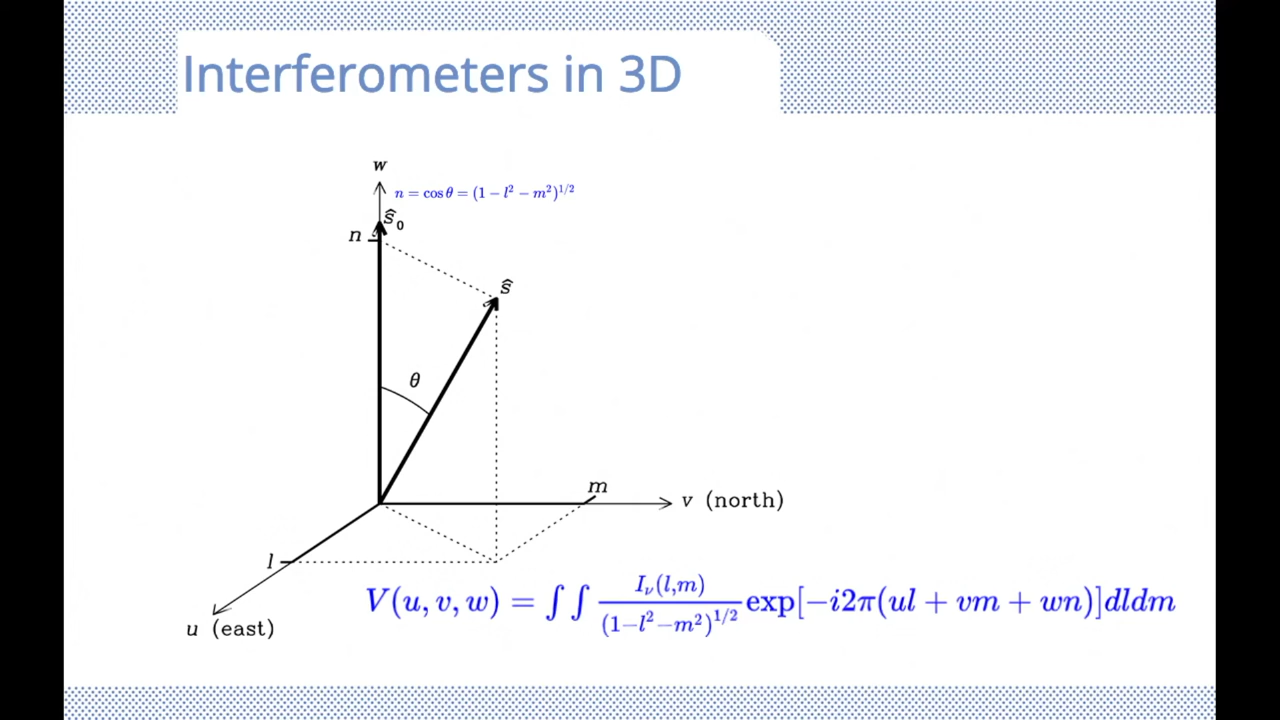 Interferometers in 3D
w
n = cos θ = (1 − l² − m²)^{1/2}
ŝ₀
n
ŝ
θ
m
v (north)
l
V(u, v, w) = ∫∫ \frac{I_ν(l,m)}{(1−l²−m²)^{1/2}} exp[−i2π(ul + vm + wn)]dldm
u (east)